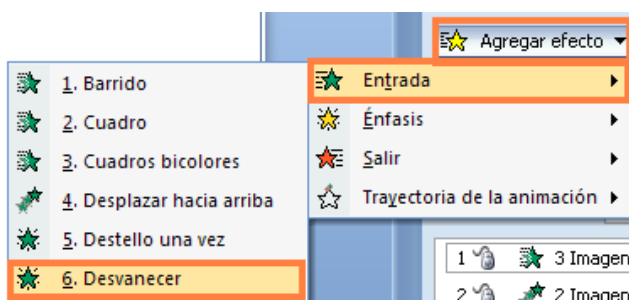 Agregar efecto
Entrada
Énfasis
Salir
Trayectoria de la animación
1. Barrido
2. Cuadro
3. Cuadros bicolores
4. Desplazar hacia arriba
5. Destello una vez
6. Desvanecer
1 3 Imagen
2 2 Imagen